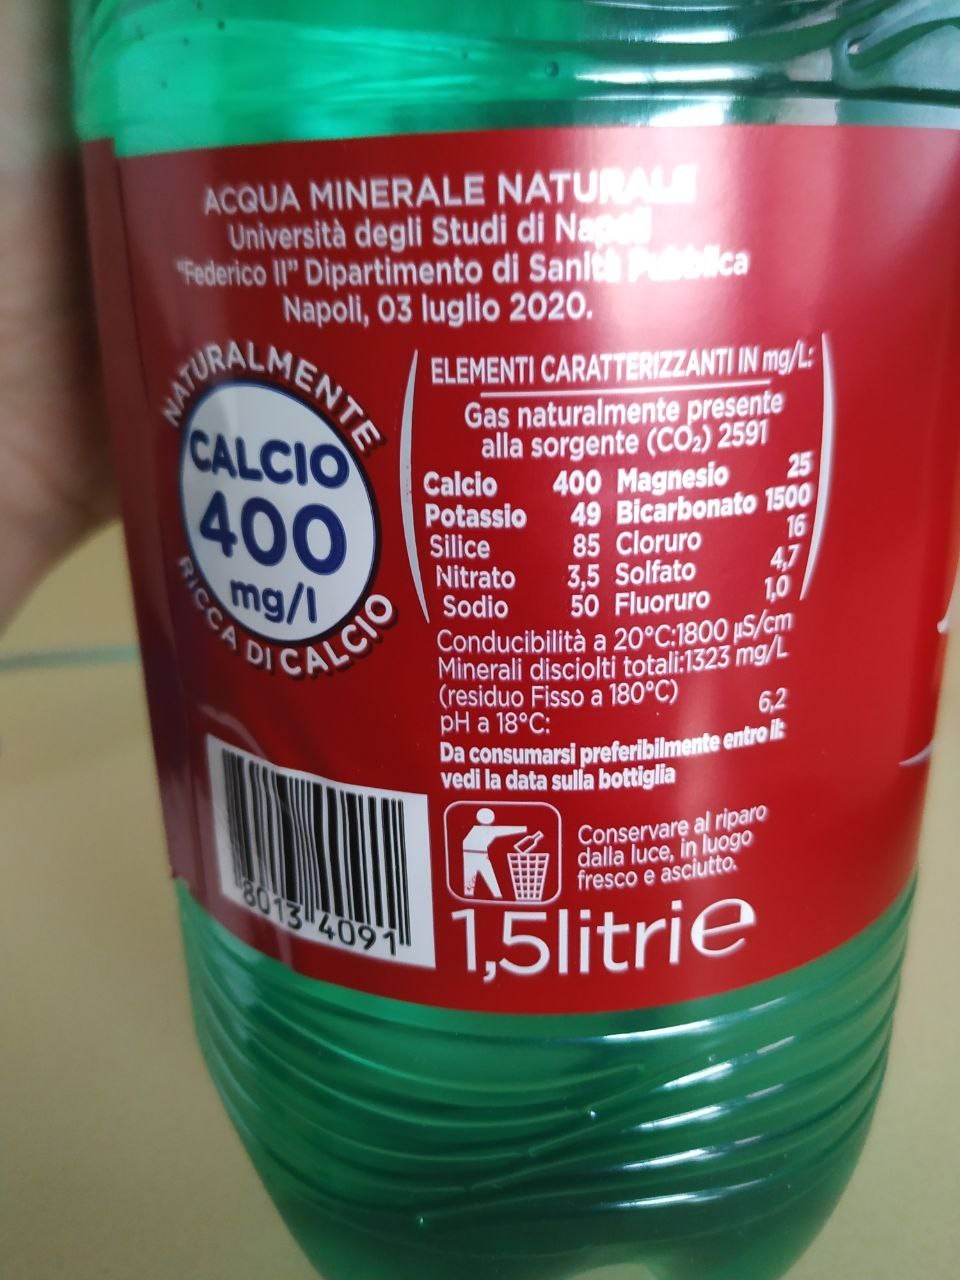 ACQUA MINERALE NATURALE
Università degli Studi di Napoli
"Federico II" Dipartimento di Sanità Pubblica
Napoli, 03 luglio 2020.
NATURALMENTE
CALCIO
400
mg/l
RICCA DI CALCIO
ELEMENTI CARATTERIZZANTI IN mg/L:
Gas naturalmente presente
alla sorgente (CO₂) 2591
Calcio 400 Magnesio 25
Potassio 49 Bicarbonato 1500
Silice 85 Cloruro 16
Nitrato 3,5 Solfato 4,7
Sodio 50 Fluoruro 1,0
Conducibilità a 20°C:1800 µS/cm
Minerali disciolti totali:1323 mg/L
(residuo Fisso a 180°C)
pH a 18°C: 6,2
Da consumarsi preferibilmente entro il:
vedi la data sulla bottiglia
Conservare al riparo
dalla luce, in luogo
fresco e asciutto.
8013 4091
1,5litri e